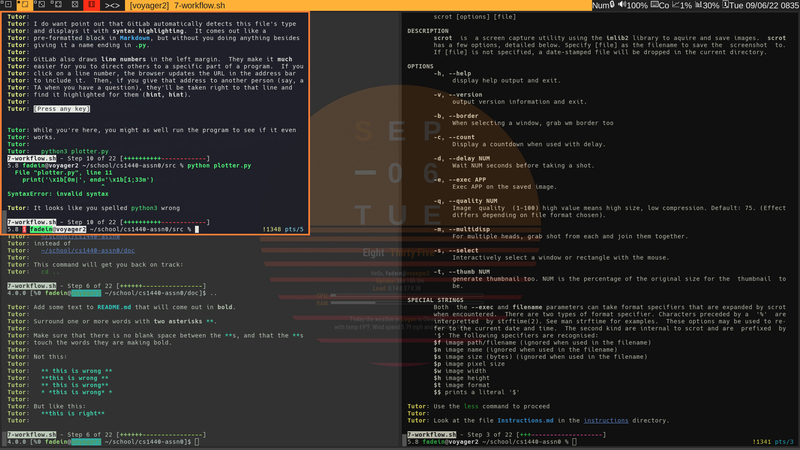 [voyager2] 7-workflow.sh
Num 100% Co 1% 30% Tue 09/06/22 0835
Tutor: I do want point out that GitLab automatically detects this file's type
Tutor: and displays it with syntax highlighting. It comes out like a
Tutor: pre-formatted block in Markdown, but without you doing anything besides
Tutor: giving it a name ending in .py.
Tutor:
Tutor: GitLab also draws line numbers in the left margin. They make it much
Tutor: easier for you to direct others to a specific part of a program. If you
Tutor: click on a line number, the browser updates the URL in the address bar
Tutor: to include it. Then, if you give that address to another person (say, a
Tutor: TA when you have a question), they'll be taken right to that line and
Tutor: find it highlighted for them (hint, hint).
Tutor:
Tutor: [Press any key]
Tutor: While you're here, you might as well run the program to see if it even
Tutor: works.
Tutor:
Tutor: python3 plotter.py
7-workflow.sh - Step 10 of 22 [++++++++++------------]
5.8 fadein@voyager2 ~/school/cs1440-assn0/src % python plotter.py
File "plotter.py", line 11
print('\x1b[0m|', end='\x1b[1;33m')
^
SyntaxError: invalid syntax
Tutor: It looks like you spelled python3 wrong
7-workflow.sh - Step 10 of 22 [++++++++++------------]
5.8 1 fadein@voyager2 ~/school/cs1440-assn0/src % !1348 pts/5
Tutor: ~/school/cs1440-assn0
Tutor: instead of
Tutor: ~/school/cs1440-assn0/doc
Tutor:
Tutor: This command will get you back on track:
Tutor: cd ..
7-workflow.sh - Step 6 of 22 [++++++----------------]
4.0.0 [%0 fadein@ ~/school/cs1440-assn0/doc]$ .
Tutor: Add some text to README.md that will come out in bold.
Tutor:
Tutor: Surround one or more words with two asterisks **.
Tutor:
Tutor: Make sure that there is no blank space between the **s, and that the **s
Tutor: touch the words they are making bold.
Tutor:
Tutor: Not this:
Tutor:
Tutor: ** this is wrong **
Tutor: **this is wrong **
Tutor: ** this is wrong**
Tutor: * *this is wrong* *
Tutor:
Tutor: But like this:
Tutor: **this is right**
7-workflow.sh - Step 6 of 22 [++++++----------------]
4.0.0 [%0 fadein@ ~/school/cs1440-assn0]$
scrot [options] [file]
DESCRIPTION
scrot is a screen capture utility using the imlib2 library to aquire and save images. scrot
has a few options, detailed below. Specify [file] as the filename to save the screenshot to.
If [file] is not specified, a date-stamped file will be dropped in the current directory.
OPTIONS
-h, --help
display help output and exit.
-v, --version
output version information and exit.
-b, --border
When selecting a window, grab wm border too
-c, --count
Display a countdown when used with delay.
-d, --delay NUM
Wait NUM seconds before taking a shot.
-e, --exec APP
Exec APP on the saved image.
-q, --quality NUM
Image quality (1-100) high value means high size, low compression. Default: 75. (Effect
differs depending on file format chosen).
-m, --multidisp
For multiple heads, grab shot from each and join them together.
-s, --select
Interactively select a window or rectangle with the mouse.
-t, --thumb NUM
generate thumbnail too. NUM is the percentage of the original size for the thumbnail to
be.
SPECIAL STRINGS
Both the --exec and filename parameters can take format specifiers that are expanded by scrot
when encountered. There are two types of format specifier. Characters preceded by a '%' are
interpreted by strftime(2). See man strftime for examples. These options may be used to re‐
fer to the current date and time. The second kind are internal to scrot and are prefixed by
'$' The following specifiers are recognised:
$f image path/filename (ignored when used in the filename)
$n image name (ignored when used in the filename)
$s image size (bytes) (ignored when used in the filename)
$p image pixel size
$w image width
$h image height
$t image format
$$ prints a literal '$'
Tutor: Use the less command to proceed
Tutor:
Tutor: Look at the file Instructions.md in the instructions directory.
7-workflow.sh - Step 3 of 22 [+++-------------------]
5.8 fadein@voyager2 ~/school/cs1440-assn0 % !1341 pts/3
SEP
06
TUE
Eight Thirty Five